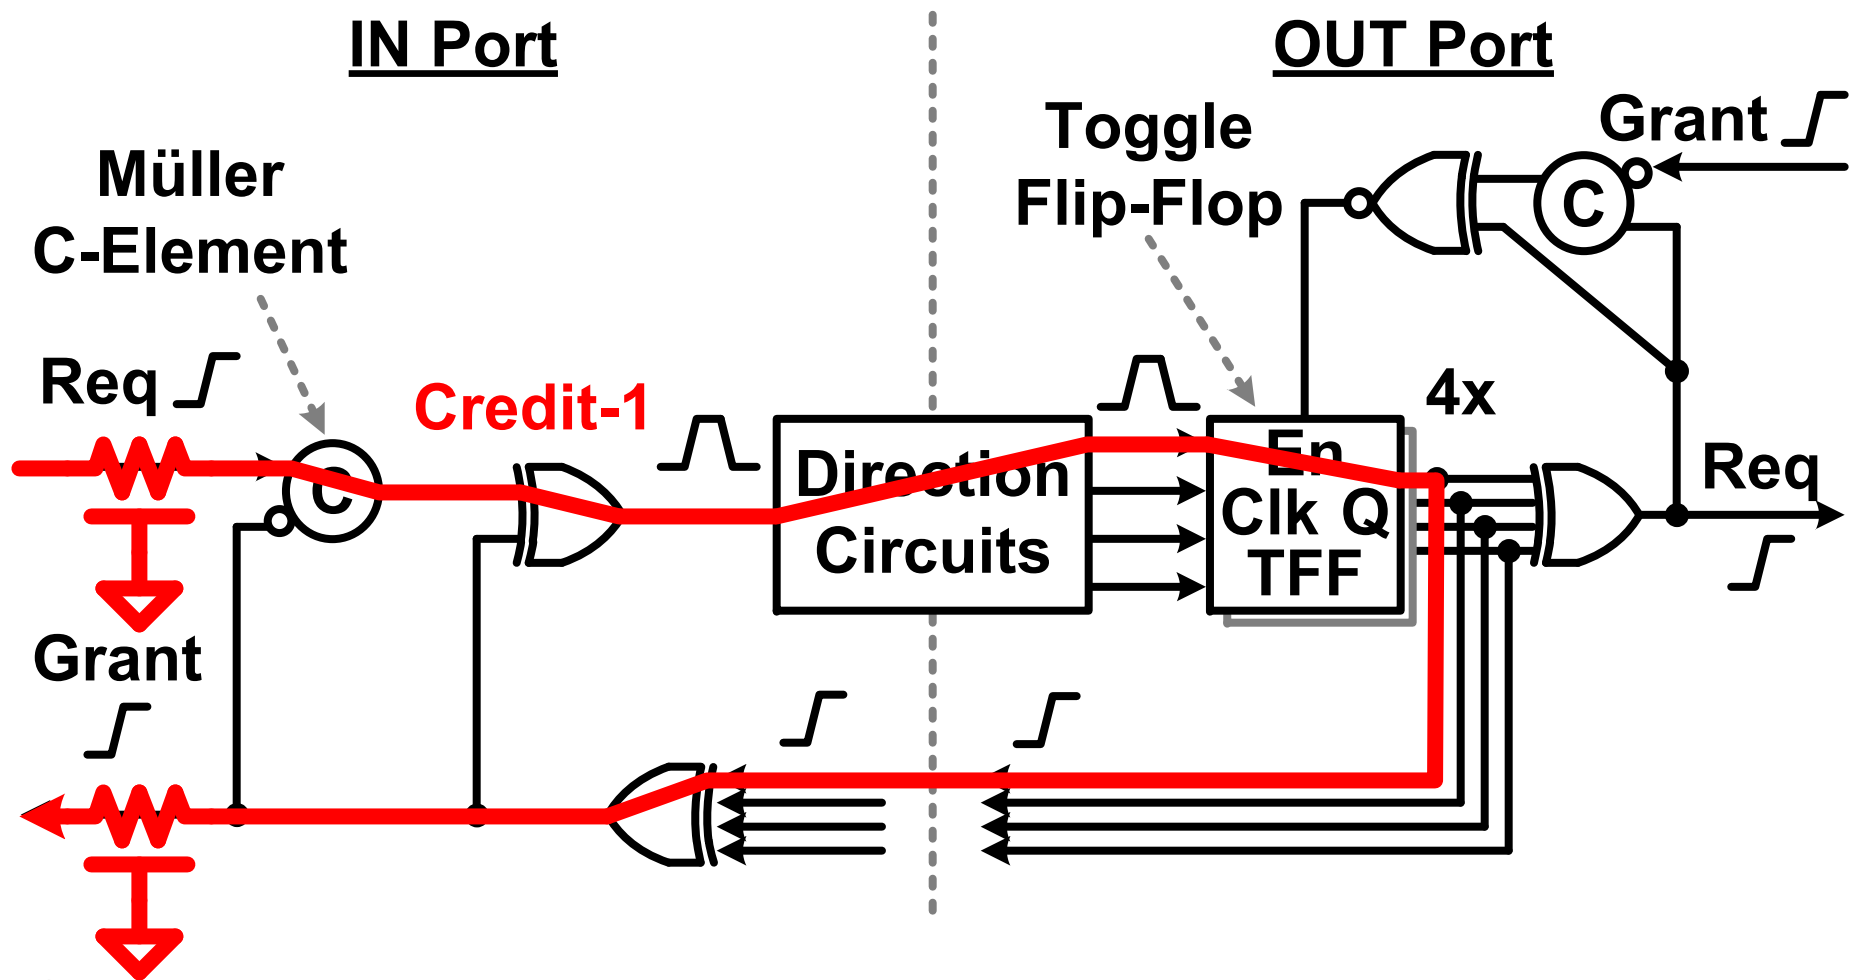 IN Port
OUT Port
Toggle
Flip-Flop
Grant
Müller
C-Element
C
Req
Credit-1
4x
C
Direction
Circuits
En
Clk Q
TFF
Req
Grant